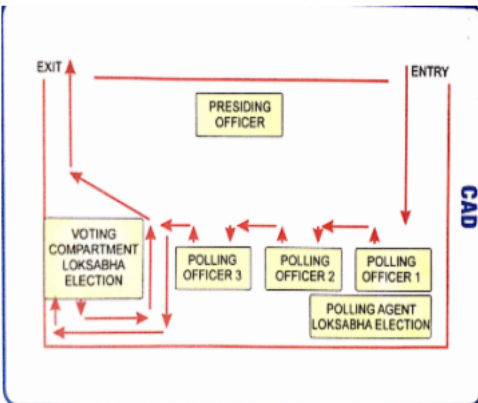 EXIT
ENTRY
PRESIDING
OFFICER
CAD
VOTING
COMPARTMENT
LOKSABHA
ELECTION
POLLING
OFFICER 3
POLLING
OFFICER 2
POLLING
OFFICER 1
POLLING AGENT
LOKSABHA ELECTION